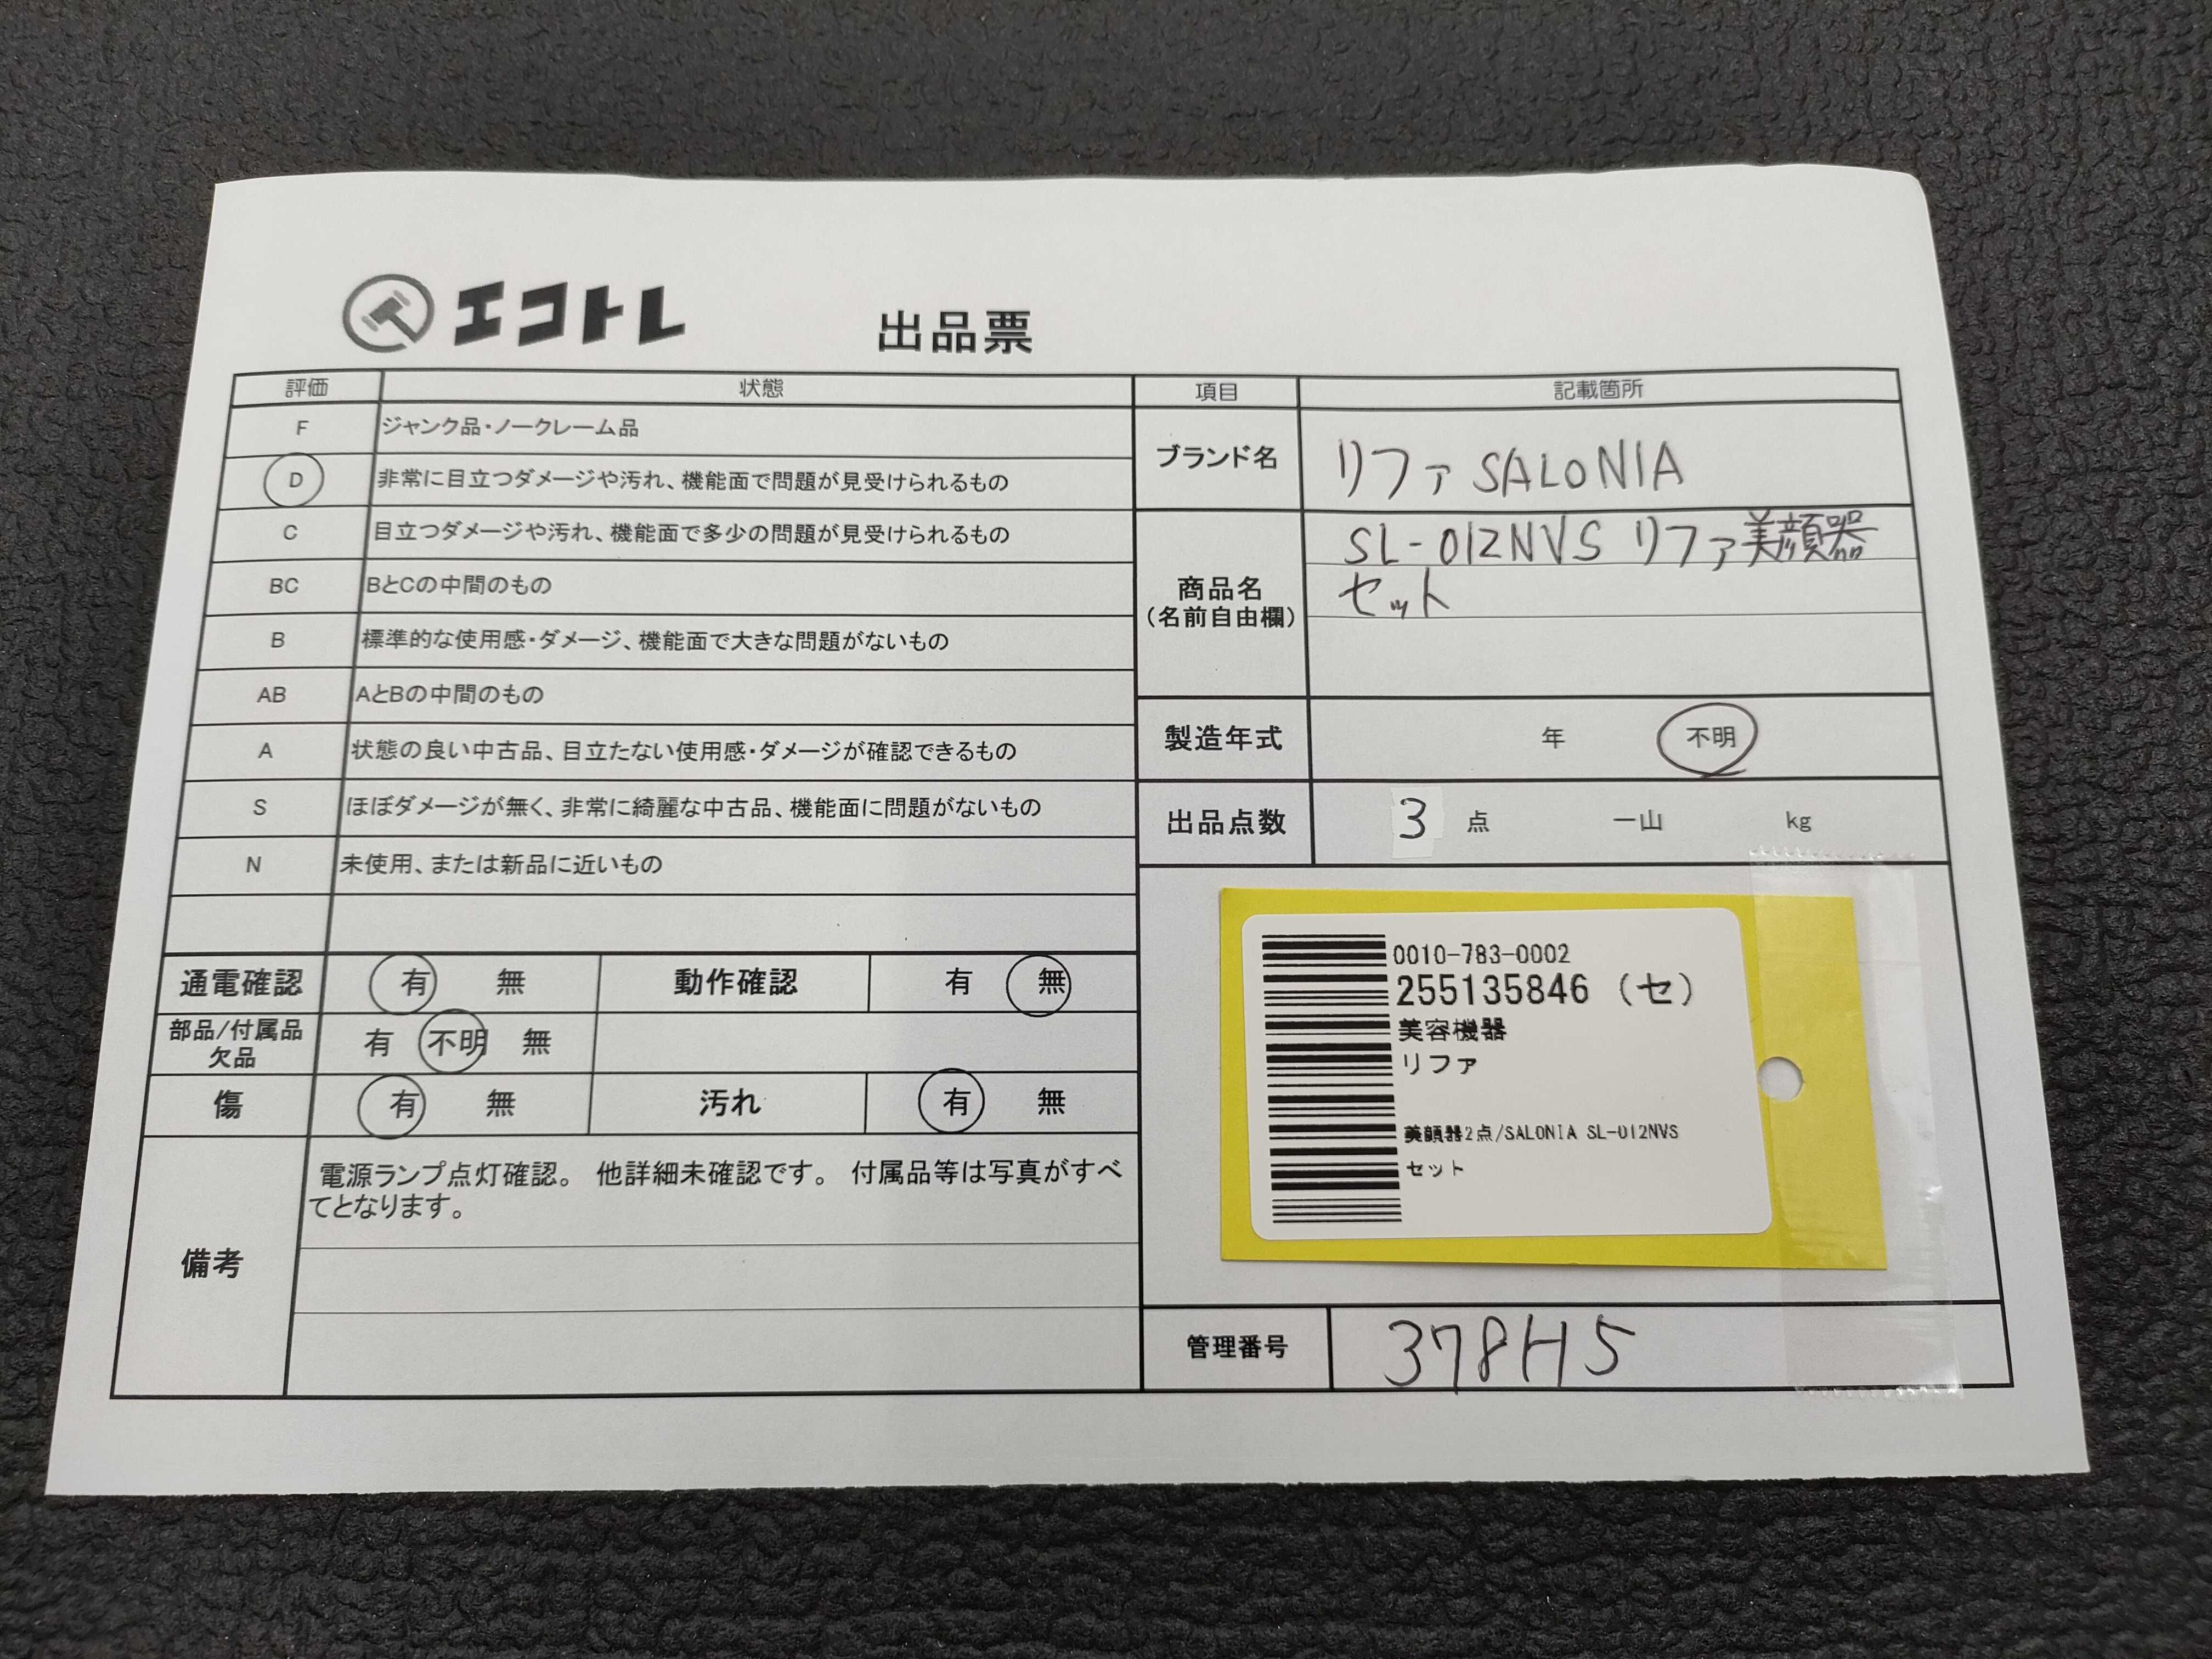 エコトレ
出品票
評価 状態
F ジャンク品・ノークレーム品
D 非常に目立つダメージや汚れ、機能面で問題が見受けられるもの
C 目立つダメージや汚れ、機能面で多少の問題が見受けられるもの
BC BとCの中間のもの
B 標準的な使用感・ダメージ、機能面で大きな問題がないもの
AB AとBの中間のもの
A 状態の良い中古品、目立たない使用感・ダメージが確認できるもの
S ほぼダメージが無く、非常に綺麗な中古品、機能面に問題がないもの
N 未使用、または新品に近いもの
通電確認 有 無 動作確認 有 無
部品/付属品
欠品 有 不明 無
傷 有 無 汚れ 有 無
備考
電源ランプ点灯確認。 他詳細未確認です。 付属品等は写真がすべ
てとなります。
項目 記載箇所
ブランド名 リファ SALONIA
商品名
(名前自由欄)
SL-012NVS リファ美顔器
セット
製造年式 年 不明
出品点数 3 点 一山 kg
0010-783-0002
255135846 (セ)
美容機器
リファ
美顔器2点/SALONIA SL-012NVS
セット
管理番号 378H5